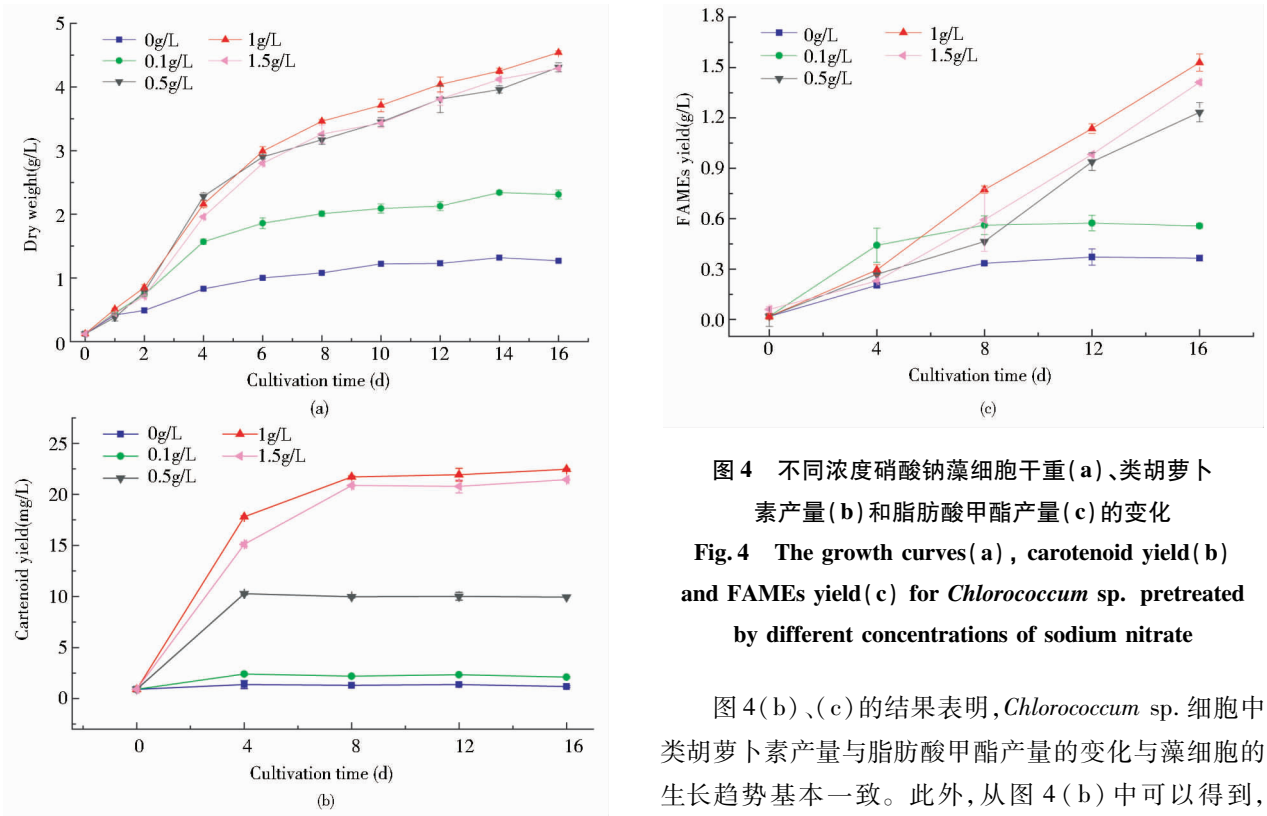 5
4
3
2
1
0
Dry weight(g/L)
0g/L
0.1g/L
0.5g/L
1g/L
1.5g/L
0 2 4 6 8 10 12 14 16
Cultivation time (d)
(a)
25
20
15
10
5
0
Cartenoid yield(mg/L)
0g/L
0.1g/L
0.5g/L
1g/L
1.5g/L
0 4 8 12 16
Cultivation time (d)
(b)
1.8
1.5
1.2
0.9
0.6
0.3
0.0
FAMEs yield(g/L)
0g/L
0.1g/L
0.5g/L
1g/L
1.5g/L
0 4 8 12 16
Cultivation time (d)
(c)
图 4 不同浓度硝酸钠藻细胞干重(a)、类胡萝卜
素产量(b)和脂肪酸甲酯产量(c)的变化
Fig. 4 The growth curves(a), carotenoid yield(b)
and FAMEs yield(c) for Chlorococcum sp. pretreated
by different concentrations of sodium nitrate
图 4(b)、(c)的结果表明,Chlorococcum sp. 细胞中
类胡萝卜素产量与脂肪酸甲酯产量的变化与藻细胞的
生长趋势基本一致。此外,从图 4(b)中可以得到,